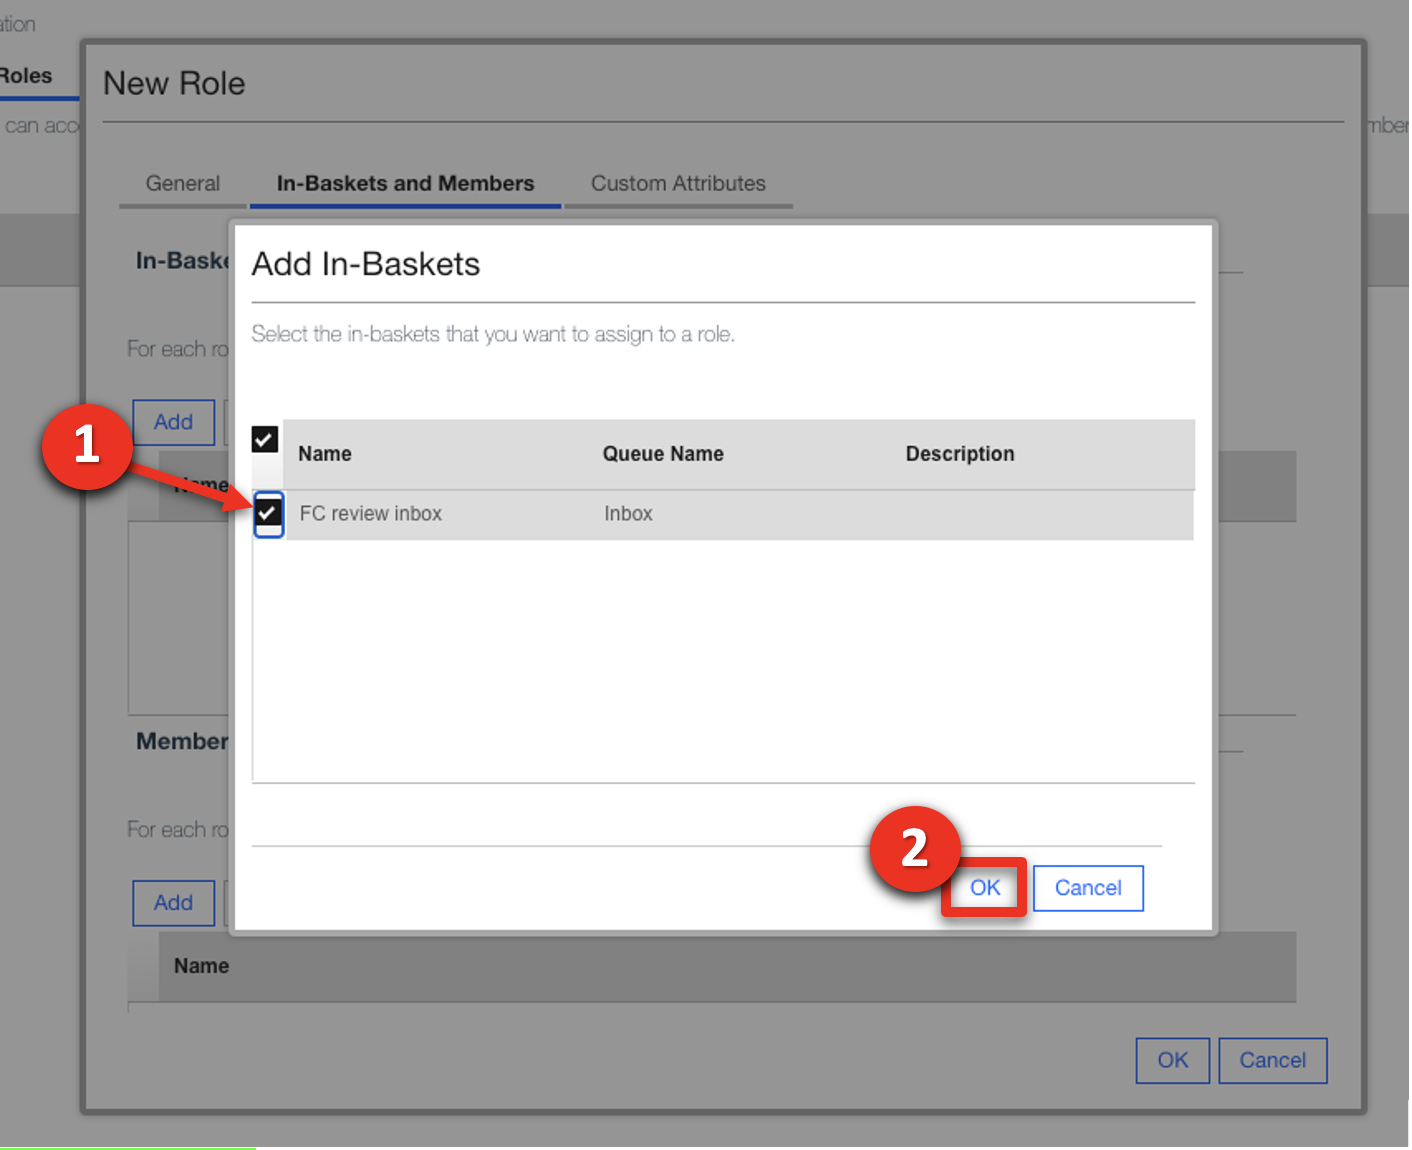 ation
Roles
can acc
mber
New Role
General In-Baskets and Members Custom Attributes
In-Baske
Add In-Baskets
Select the in-baskets that you want to assign to a role.
For each ro
Add
1
Name Queue Name Description
Name
FC review inbox Inbox
Member
For each ro
2
OK Cancel
Add
Name
OK Cancel